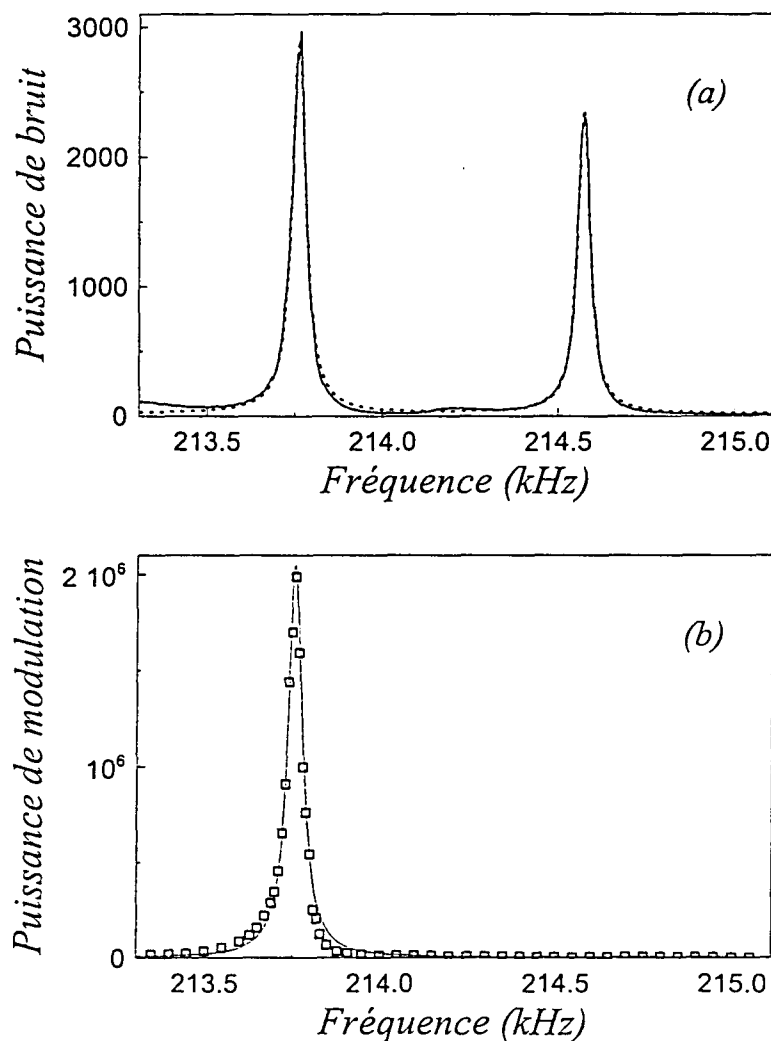 Puissance de bruit
3000
2000
1000
0
(a)
213.5 214.0 214.5 215.0
Fréquence (kHz)
Puissance de modulation
2 10⁶
10⁶
0
(b)
213.5 214.0 214.5 215.0
Fréquence (kHz)